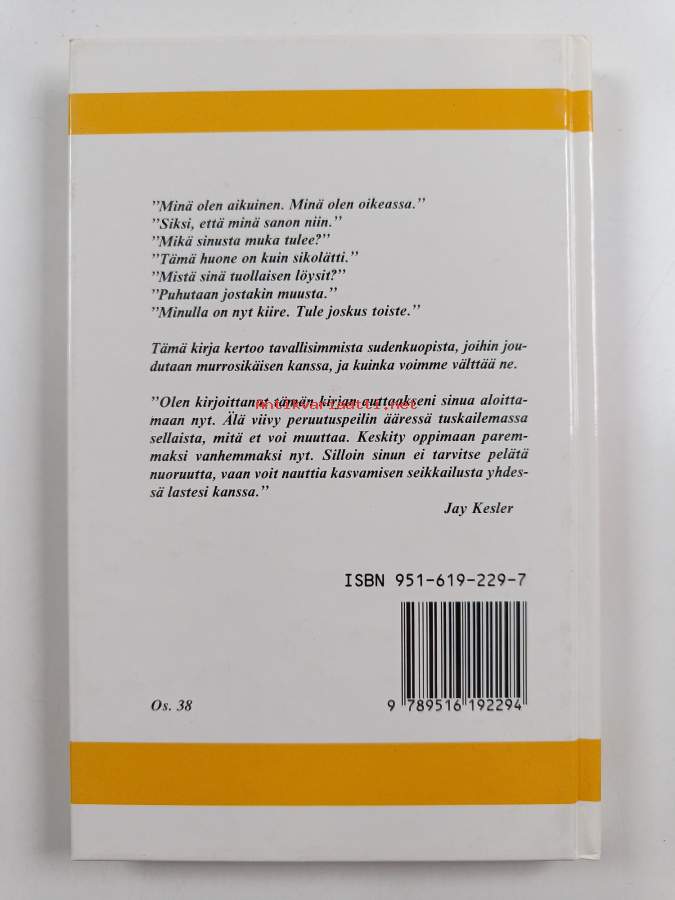 "Minä olen aikuinen. Minä olen oikeassa."
"Siksi, että minä sanon niin."
"Mikä sinusta muka tulee?"
"Tämä huone on kuin sikolätti."
"Mistä sinä tuollaisen löysit?"
"Puhutaan jostakin muusta."
"Minulla on nyt kiire. Tule joskus toiste."
Tämä kirja kertoo tavallisimmista sudenkuopista, joihin jou-
dutaan murrosikäisen kanssa, ja kuinka voimme välttää ne.
"Olen kirjoittanut tämän kirjan auttaakseni sinua aloitta-
Antikvariaatti.net
maan nyt. Älä viivy peruutuspeilin ääressä tuskailemassa
sellaista, mitä et voi muuttaa. Keskity oppimaan parem-
maksi vanhemmaksi nyt. Silloin sinun ei tarvitse pelätä
nuoruutta, vaan voit nauttia kasvamisen seikkailusta yhdes-
sä lastesi kanssa."
Jay Kesler
ISBN 951-619-229-7
Os. 38
9 789516 192294